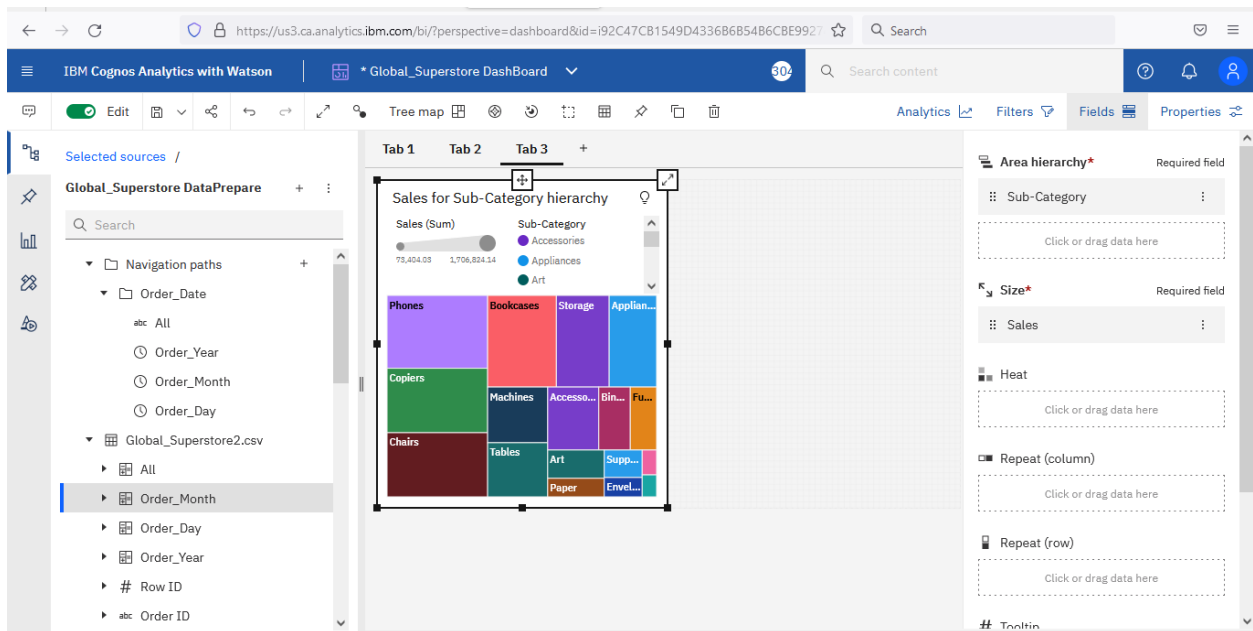 https://us3.ca.analytics.ibm.com/bi/?perspective=dashboard&id=i92C47CB1549D4336B6B54B6CBE9927
Search
IBM Cognos Analytics with Watson
* Global_Superstore DashBoard
304
Search content
Edit
Tree map
Analytics
Filters
Fields
Properties
Selected sources /
Global_Superstore DataPrepare
Search
Navigation paths
Order_Date
abc All
Order_Year
Order_Month
Order_Day
Global_Superstore2.csv
All
Order_Month
Order_Day
Order_Year
# Row ID
abc Order ID
Tab 1 Tab 2 Tab 3 +
Sales for Sub-Category hierarchy
Sales (Sum)
73,404.03 1,706,824.14
Sub-Category
Accessories
Appliances
Art
Phones
Bookcases
Storage
Applian...
Copiers
Machines
Accesso...
Bin...
Fu...
Chairs
Tables
Art
Supp...
Paper
Envel...
Area hierarchy* Required field
Sub-Category
Click or drag data here
Size* Required field
Sales
Heat
Click or drag data here
Repeat (column)
Click or drag data here
Repeat (row)
Click or drag data here
# Tooltip